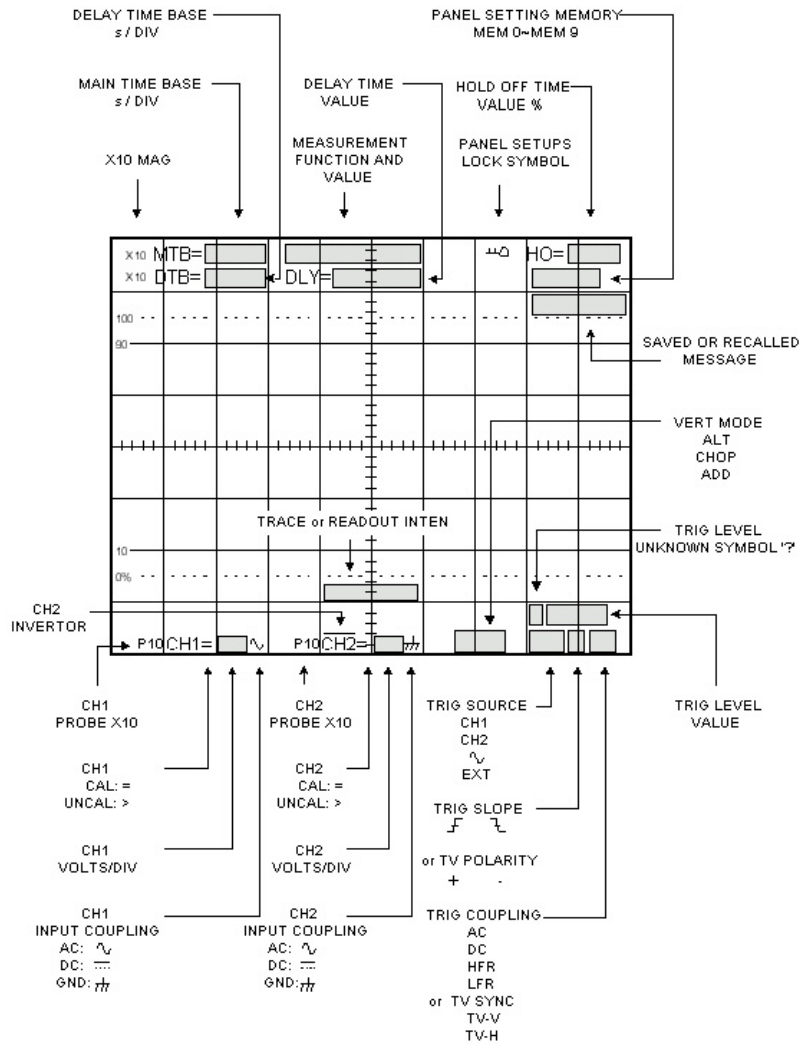 DELAY TIME BASE
s / DIV
PANEL SETTING MEMORY
MEM 0~MEM 9
MAIN TIME BASE
s / DIV
DELAY TIME
VALUE
HOLD OFF TIME
VALUE %
X10 MAG
MEASUREMENT
FUNCTION AND
VALUE
PANEL SETUPS
LOCK SYMBOL
X10 MTB=
HO=
X10 DTB=
DLY=
100
90
SAVED OR RECALLED
MESSAGE
VERT MODE
ALT
CHOP
ADD
TRACE or READOUT INTEN
10
0%
TRIG LEVEL
UNKNOWN SYMBOL '?'
CH2
INVERTOR
P10CH1=
P10CH2=
CH1
PROBE X10
CH2
PROBE X10
TRIG SOURCE
CH1
CH2
EXT
TRIG LEVEL
VALUE
CH1
CAL: =
UNCAL: >
CH2
CAL: =
UNCAL: >
TRIG SLOPE
or TV POLARITY
+ -
CH1
VOLTS/DIV
CH2
VOLTS/DIV
CH1
INPUT COUPLING
AC:
DC:
GND:
CH2
INPUT COUPLING
AC:
DC:
GND:
TRIG COUPLING
AC
DC
HFR
LFR
or TV SYNC
TV-V
TV-H